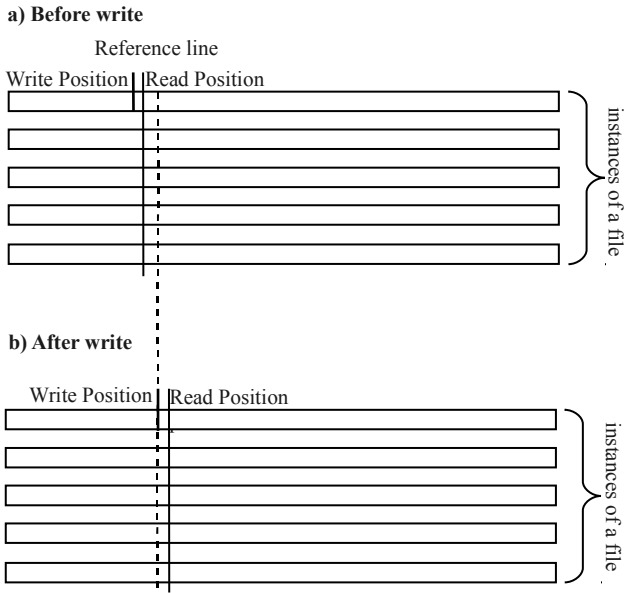 a) Before write
Reference line
Write Position Read Position
instances of a file
b) After write
Write Position Read Position
instances of a file